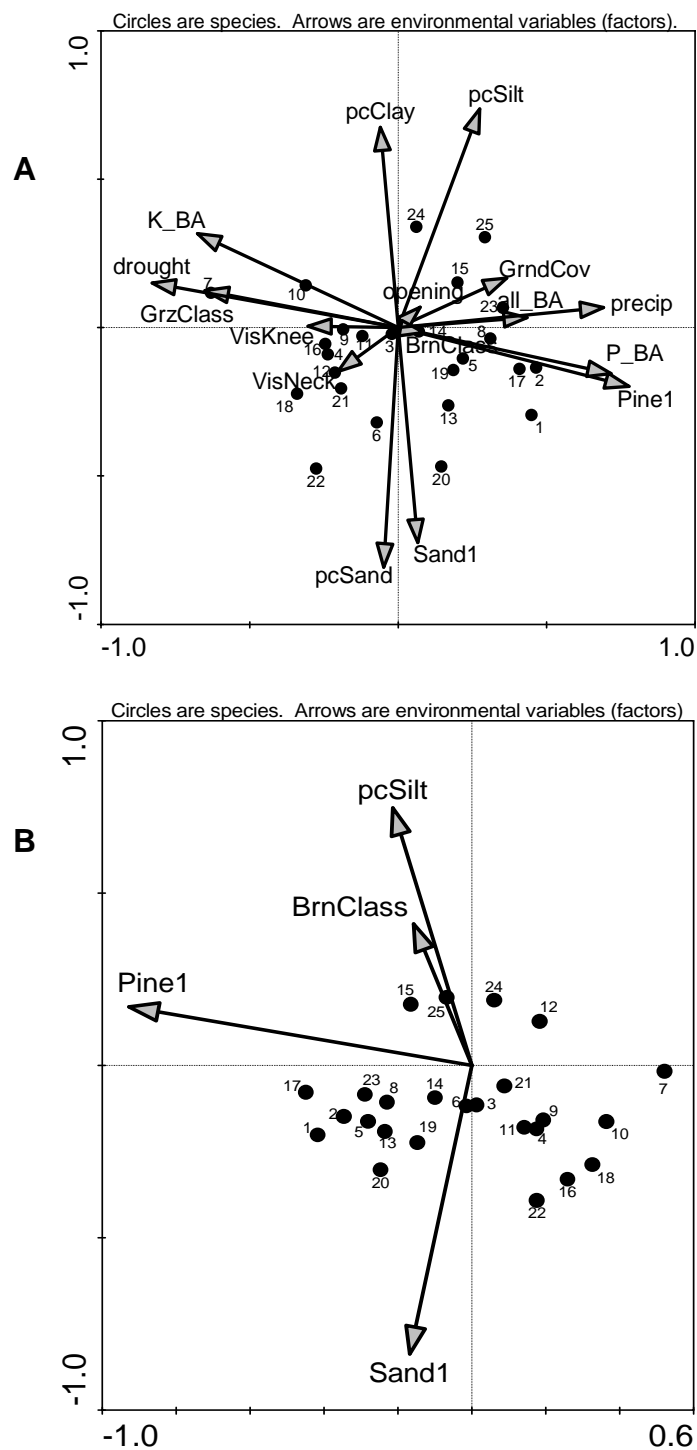 Circles are species. Arrows are environmental variables (factors).
1.0
pcSilt
pcClay
A
24
25
K_BA
15
drought
GrndCov
7
10
opening
GrzClass
23
all_BA
precip
VisKnee
9
14
8
16
4
11
3
BrnClass
P_BA
12
19
5
17
2
VisNeck
Pine1
18
21
13
1
6
22
20
pcSand
Sand1
-1.0
-1.0
1.0
Circles are species. Arrows are environmental variables (factors)
1.0
pcSilt
B
BrnClass
Pine1
15
25
24
12
7
17
23
8
14
6
3
21
2
9
10
1
5
13
19
11
4
20
18
16
22
Sand1
-1.0
-1.0
0.6